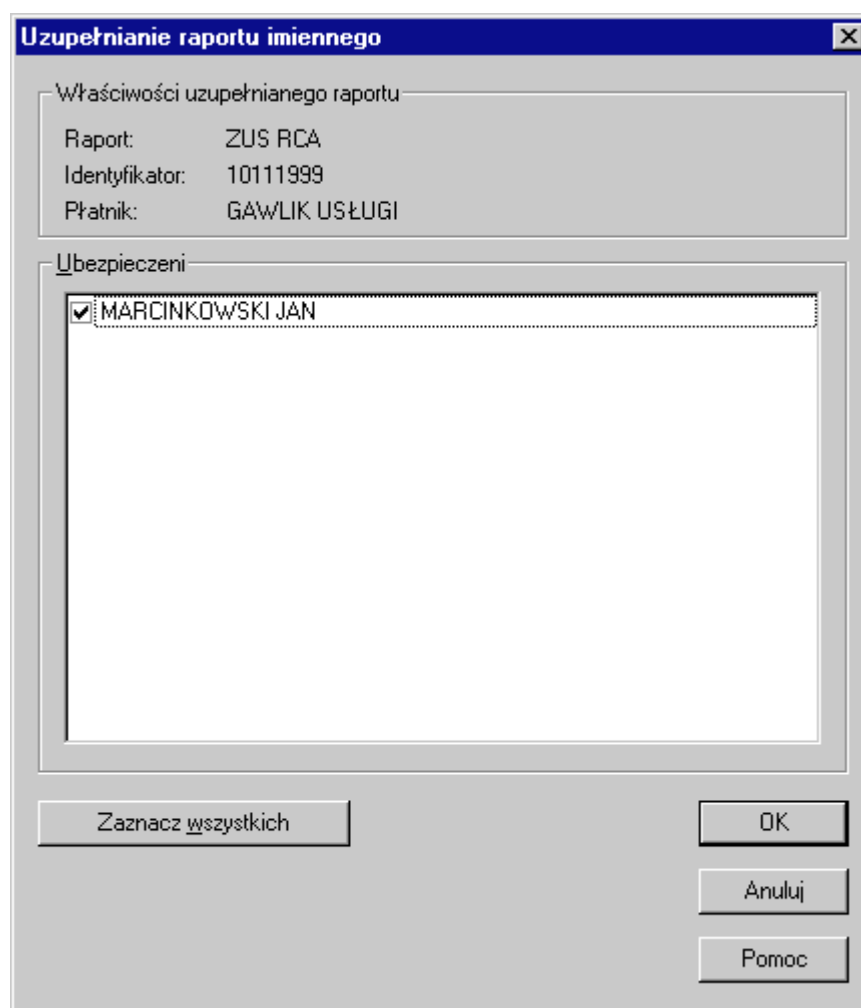 Uzupełnianie raportu imiennego
Właściwości uzupełnianego raportu
Raport: ZUS RCA
Identyfikator: 10111999
Płatnik: GAWLIK USŁUGI
Ubezpieczeni
MARCINKOWSKI JAN
Zaznacz wszystkich
OK
Anuluj
Pomoc